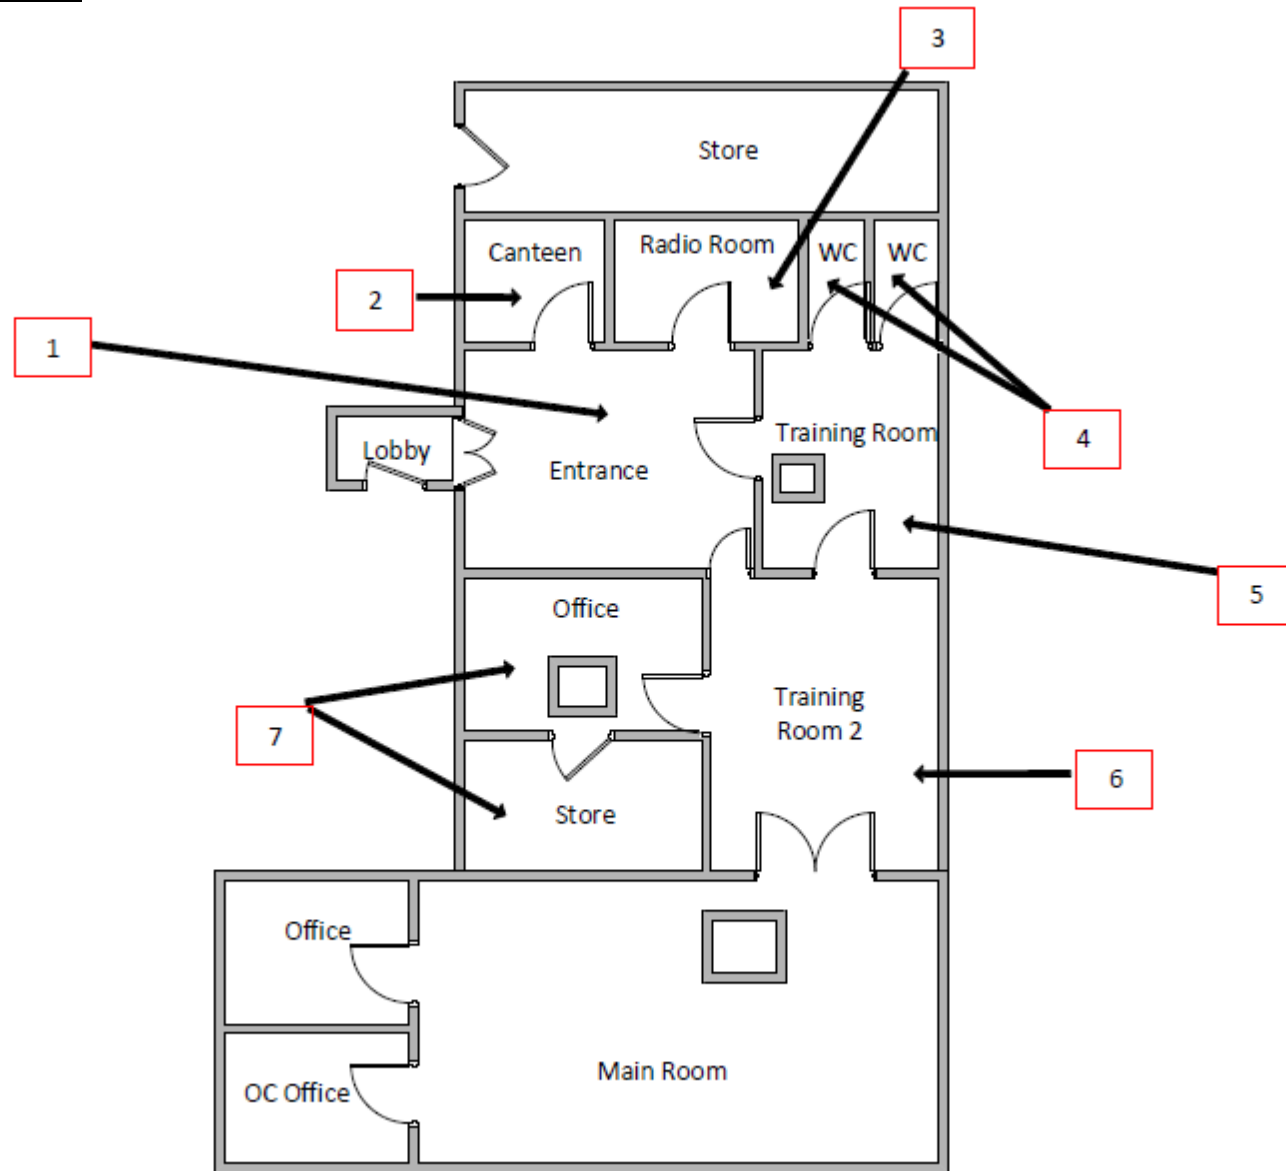 3
Store
Canteen
Radio Room
WC
WC
2
1
Lobby
Entrance
Training Room
4
5
Office
7
Training
Room 2
6
Store
Office
OC Office
Main Room